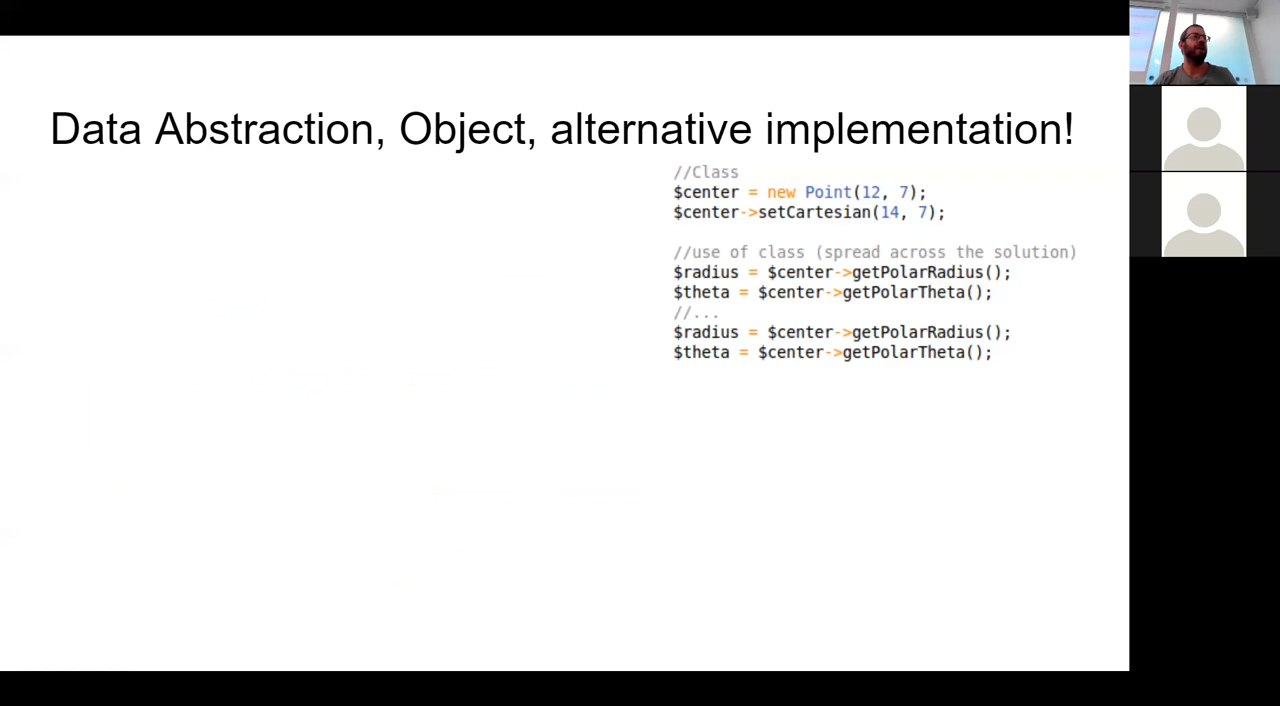 Data Abstraction, Object, alternative implementation!
//Class
$center = new Point(12, 7);
$center->setCartesian(14, 7);
//use of class (spread across the solution)
$radius = $center->getPolarRadius();
$theta = $center->getPolarTheta();
//...
$radius = $center->getPolarRadius();
$theta = $center->getPolarTheta();